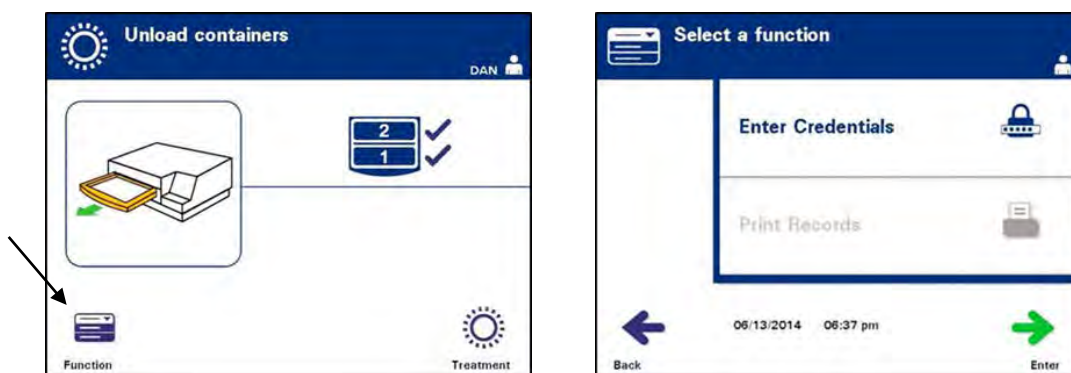 Unload containers
DAN
2
1
Function
Treatment
Select a function
Enter Credentials
Print Records
06/13/2014 06:37 pm
Back
Enter